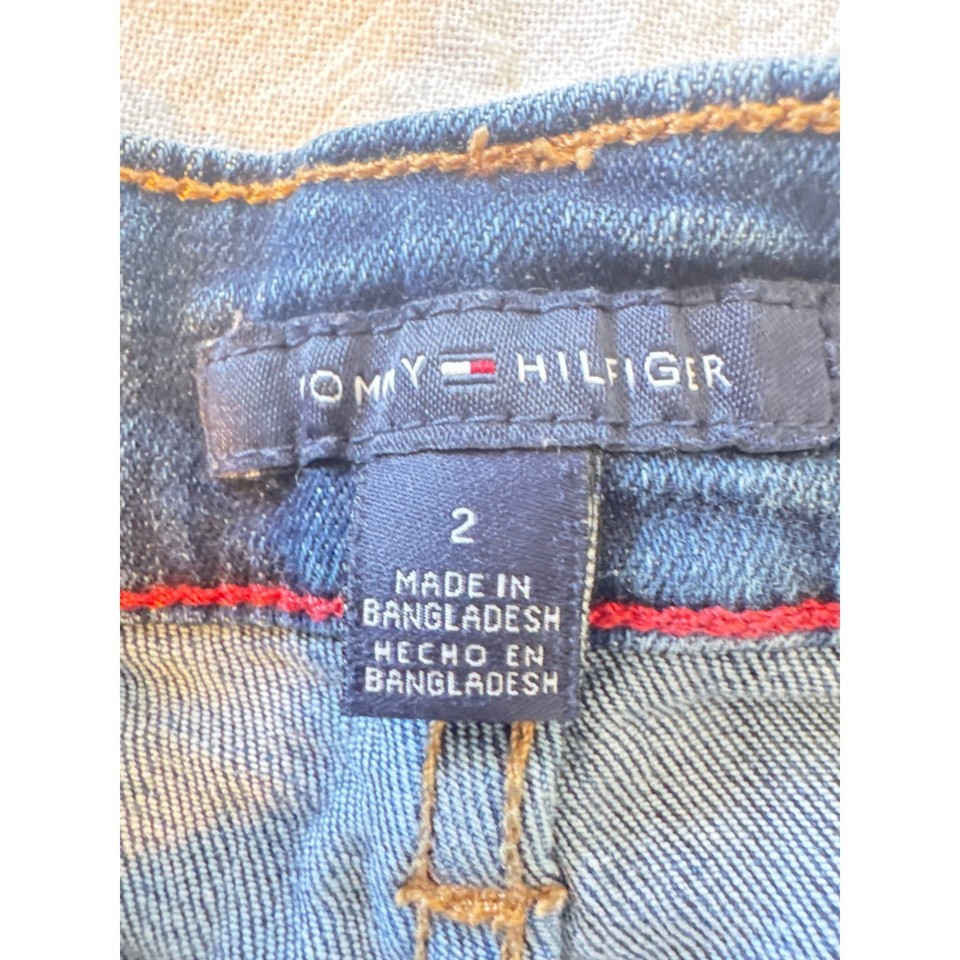 TOMMY HILFIGER
2
MADE IN
BANGLADESH
HECHO EN
BANGLADESH